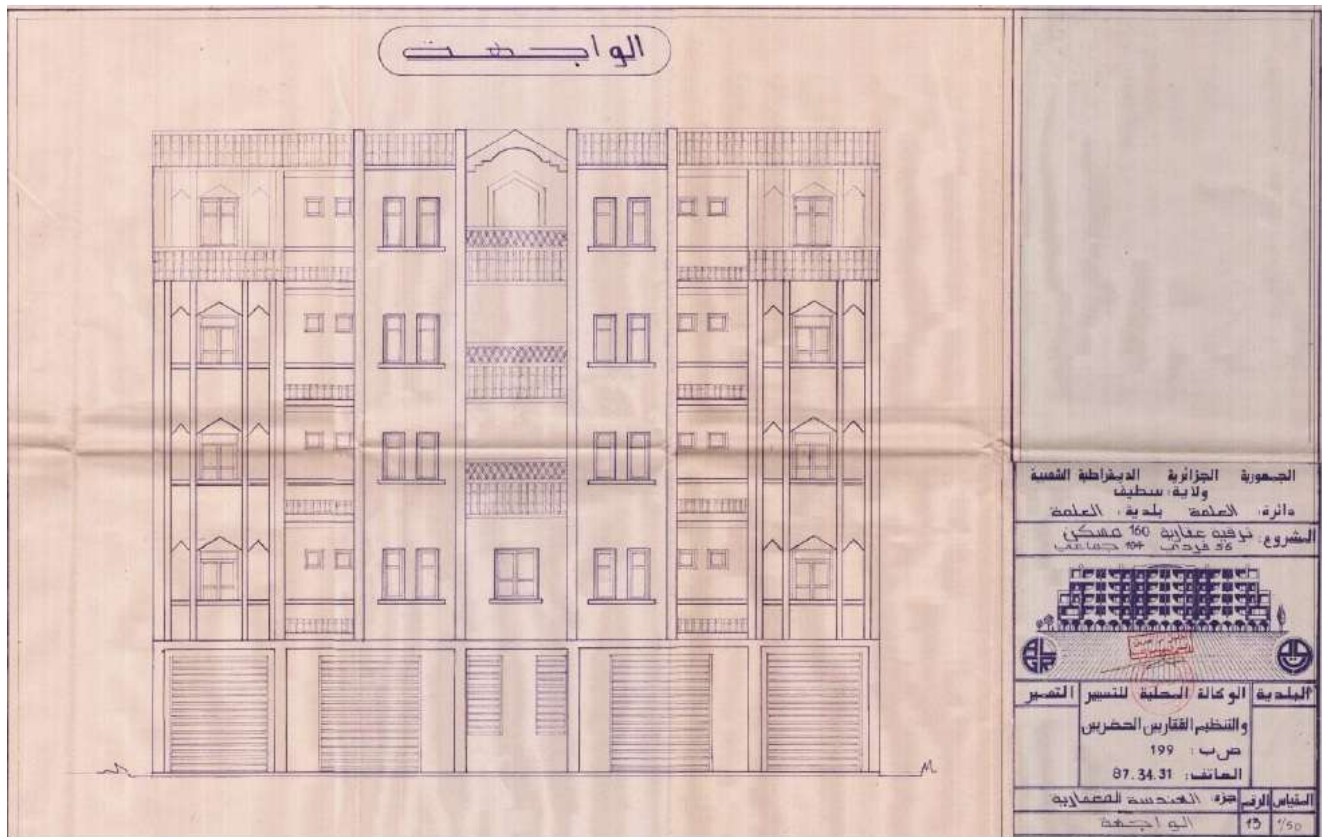 الواجهة
الجمهورية الجزائرية الديمقراطية الشعبية
ولاية: سطيف
دائرة: العلمة بلدية: العلمة
المشروع: ترقية عقارية 160 مسكن
56 فردي 104 جماعي
البلدية الوكالة المحلية للتسيير التعمير
والتنظيم العقاريين الحضريين
ص ب: 199
الهاتف: 87.34.31
المقياس الرقم جزء الهندسة المعمارية
1/50 13 الواجهة